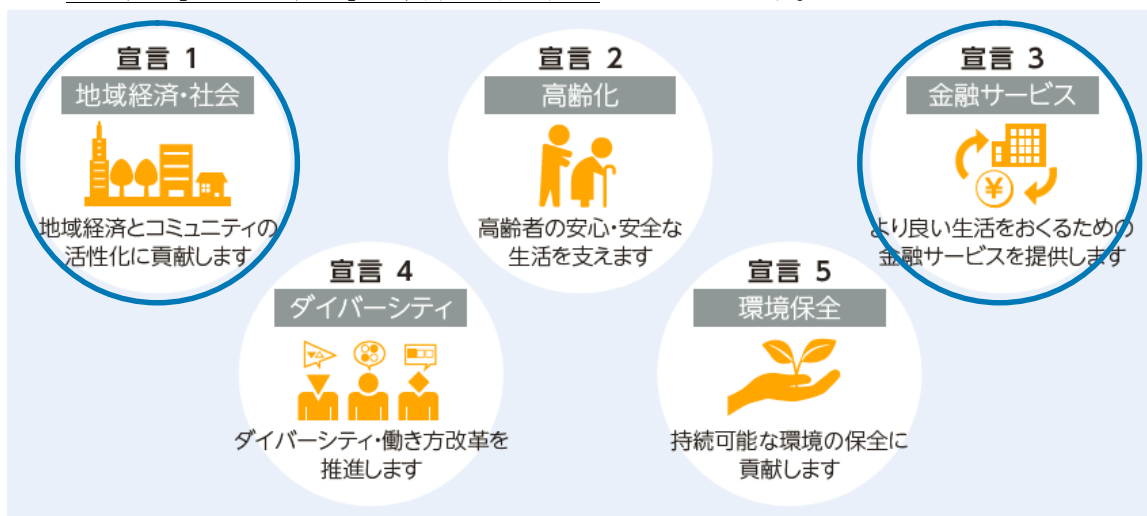 宣言 1
地域経済・社会
地域経済とコミュニティの
活性化に貢献します
宣言 2
高齢化
高齢者の安心・安全な
生活を支えます
宣言 3
金融サービス
¥
より良い生活をおくるための
金融サービスを提供します
宣言 4
ダイバーシティ
ダイバーシティ・働き方改革を
推進します
宣言 5
環境保全
持続可能な環境の保全に
貢献します